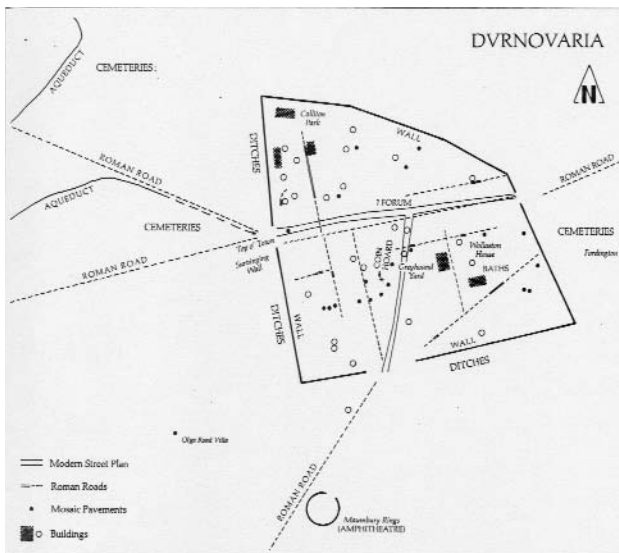 DVRNOVARIA
N
AQUEDUCT
CEMETERIES
ROMAN ROAD
AQUEDUCT
CEMETERIES
ROMAN ROAD
Colliton
Park
DITCHES
WALL
ROMAN ROAD
? FORUM
Top o' Town
Surviving
Wall
COIN
HOARD
Greyhound
Yard
Wollaston
House
BATHS
CEMETERIES
Fordington
DITCHES
WALL
WALL
DITCHES
Olga Road Villa
ROMAN ROAD
Maumbury Rings
(AMPHITHEATRE)
Modern Street Plan
Roman Roads
Mosaic Pavements
Buildings